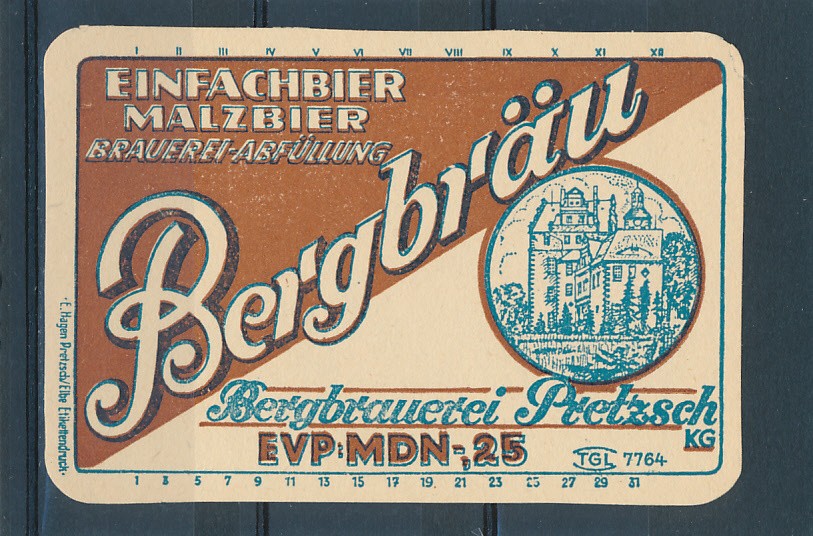 I II III IV V VI VII VIII IX X XI XII
EINFACHBIER
MALZBIER
BRAUEREI-ABFÜLLUNG
Bergbräu
Bergbrauerei Pretzsch
KG
EVP: MDN -,25
TGL 7764
1 3 5 7 9 11 13 15 17 19 21 23 25 27 29 31
·E. Hagen Pretzsch/Elbe Etikettendruck·